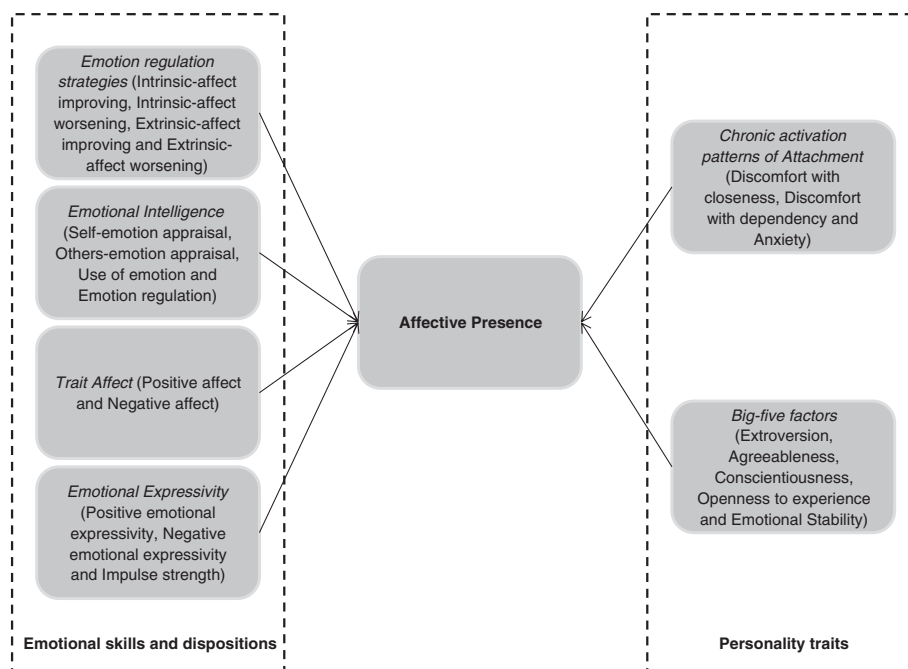 Emotion regulation
strategies (Intrinsic-affect
improving, Intrinsic-affect
worsening, Extrinsic-affect
improving and Extrinsic-
affect worsening)
Emotional Intelligence
(Self-emotion appraisal,
Others-emotion appraisal,
Use of emotion and
Emotion regulation)
Trait Affect (Positive affect
and Negative affect)
Emotional Expressivity
(Positive emotional
expressivity, Negative
emotional expressivity
and Impulse strength)
Emotional skills and dispositions
Affective Presence
Chronic activation
patterns of Attachment
(Discomfort with
closeness, Discomfort
with dependency and
Anxiety)
Big-five factors
(Extroversion,
Agreeableness,
Conscientiousness,
Openness to experience
and Emotional Stability)
Personality traits